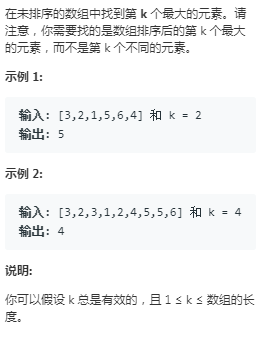 在未排序的数组中找到第 k 个最大的元素。请
注意，你需要找的是数组排序后的第 k 个最大
的元素，而不是第 k 个不同的元素。
示例 1:
输入: [3,2,1,5,6,4] 和 k = 2
输出: 5
示例 2:
输入: [3,2,3,1,2,4,5,5,6] 和 k = 4
输出: 4
说明:
你可以假设 k 总是有效的，且 1 ≤ k ≤ 数组的长
度。